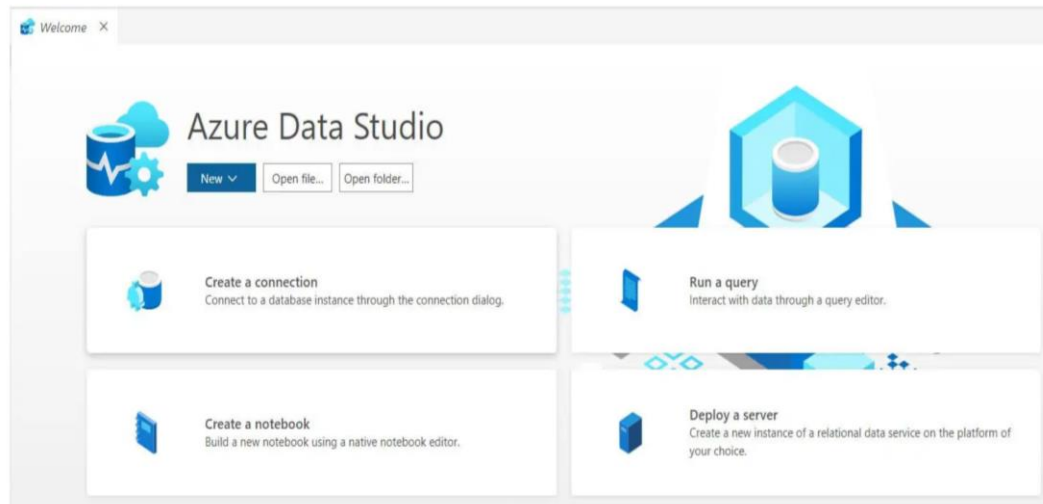 Welcome
Azure Data Studio
New
Open file...
Open folder...
Create a connection
Connect to a database instance through the connection dialog.
Run a query
Interact with data through a query editor.
Create a notebook
Build a new notebook using a native notebook editor.
Deploy a server
Create a new instance of a relational data service on the platform of
your choice.